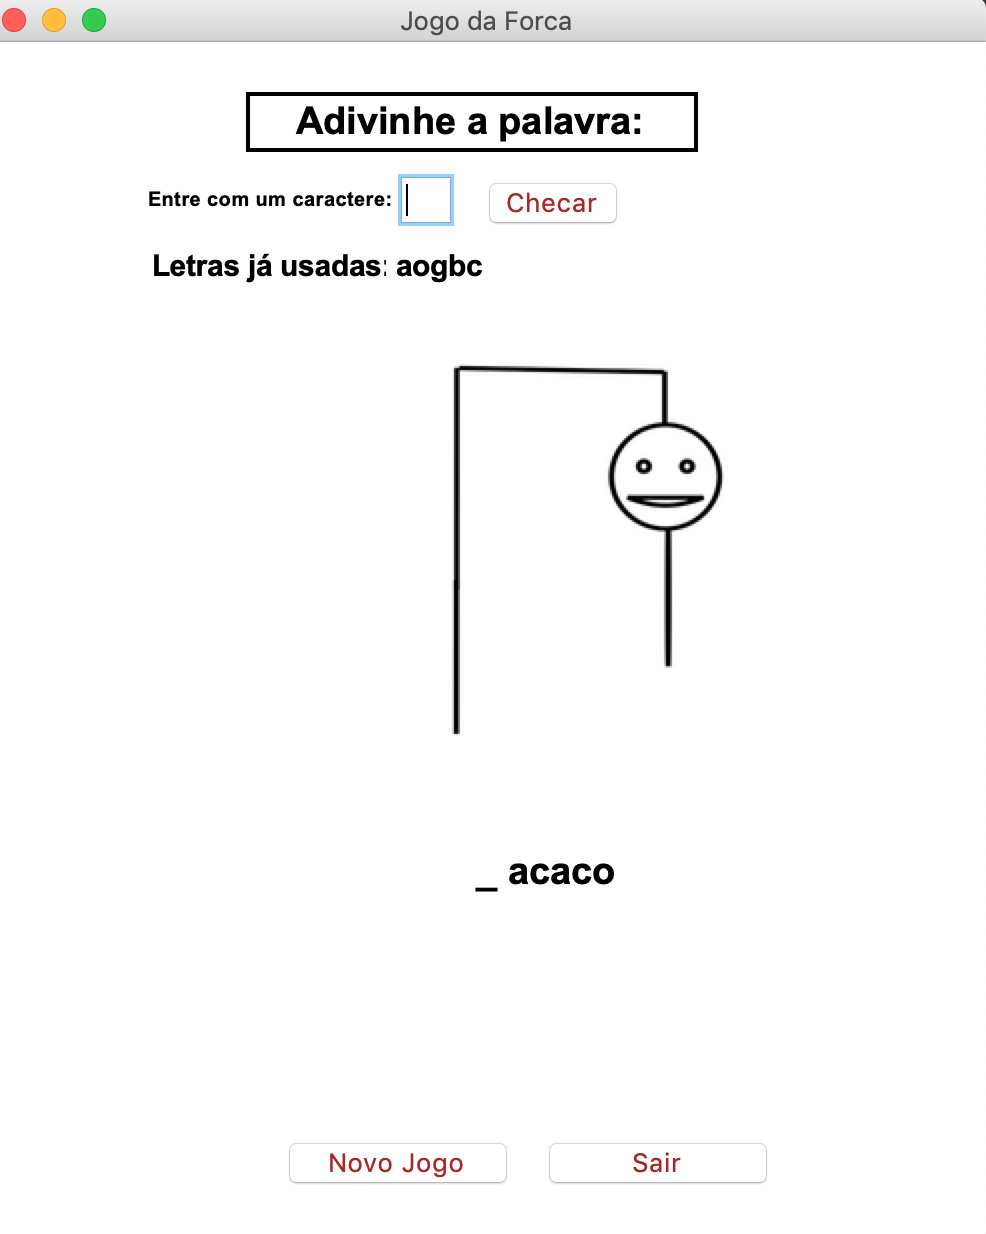 Jogo da Forca
Adivinhe a palavra:
Entre com um caractere: Checar
Letras já usadas: aogbc
_ acaco
Novo Jogo Sair